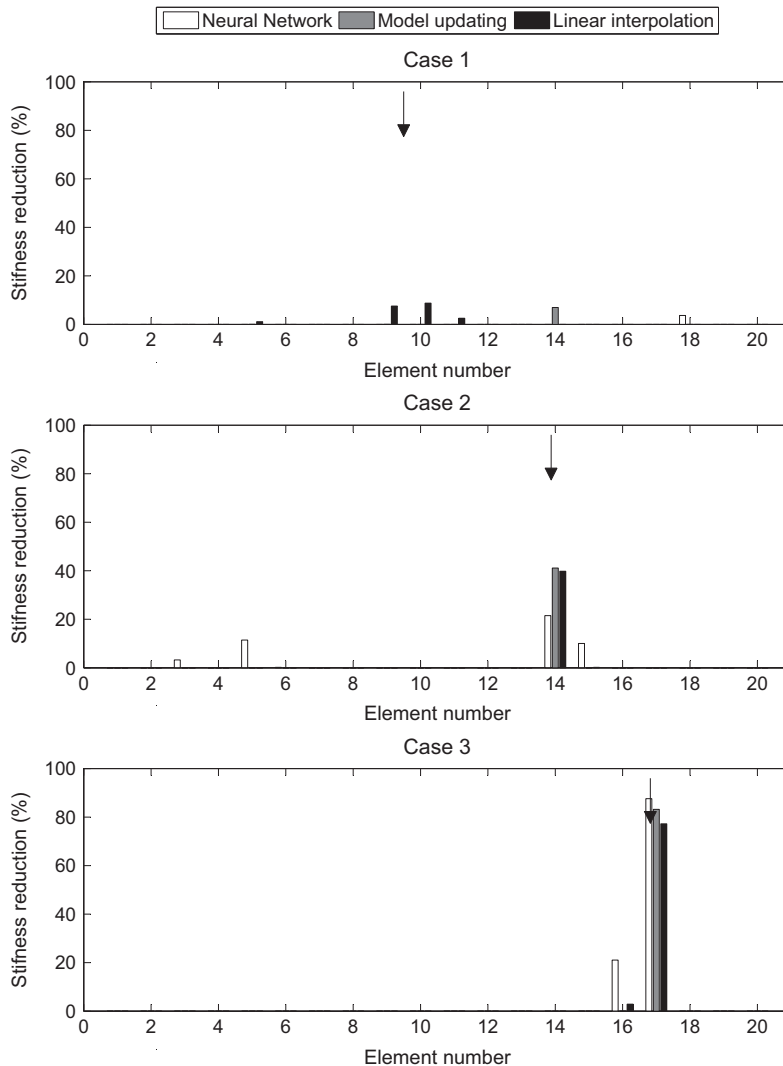 Neural Network Model updating Linear interpolation
Case 1
Stifness reduction (%)
100
80
60
40
20
0
0 2 4 6 8 10 12 14 16 18 20
Element number
Case 2
Stifness reduction (%)
100
80
60
40
20
0
0 2 4 6 8 10 12 14 16 18 20
Element number
Case 3
Stifness reduction (%)
100
80
60
40
20
0
0 2 4 6 8 10 12 14 16 18 20
Element number